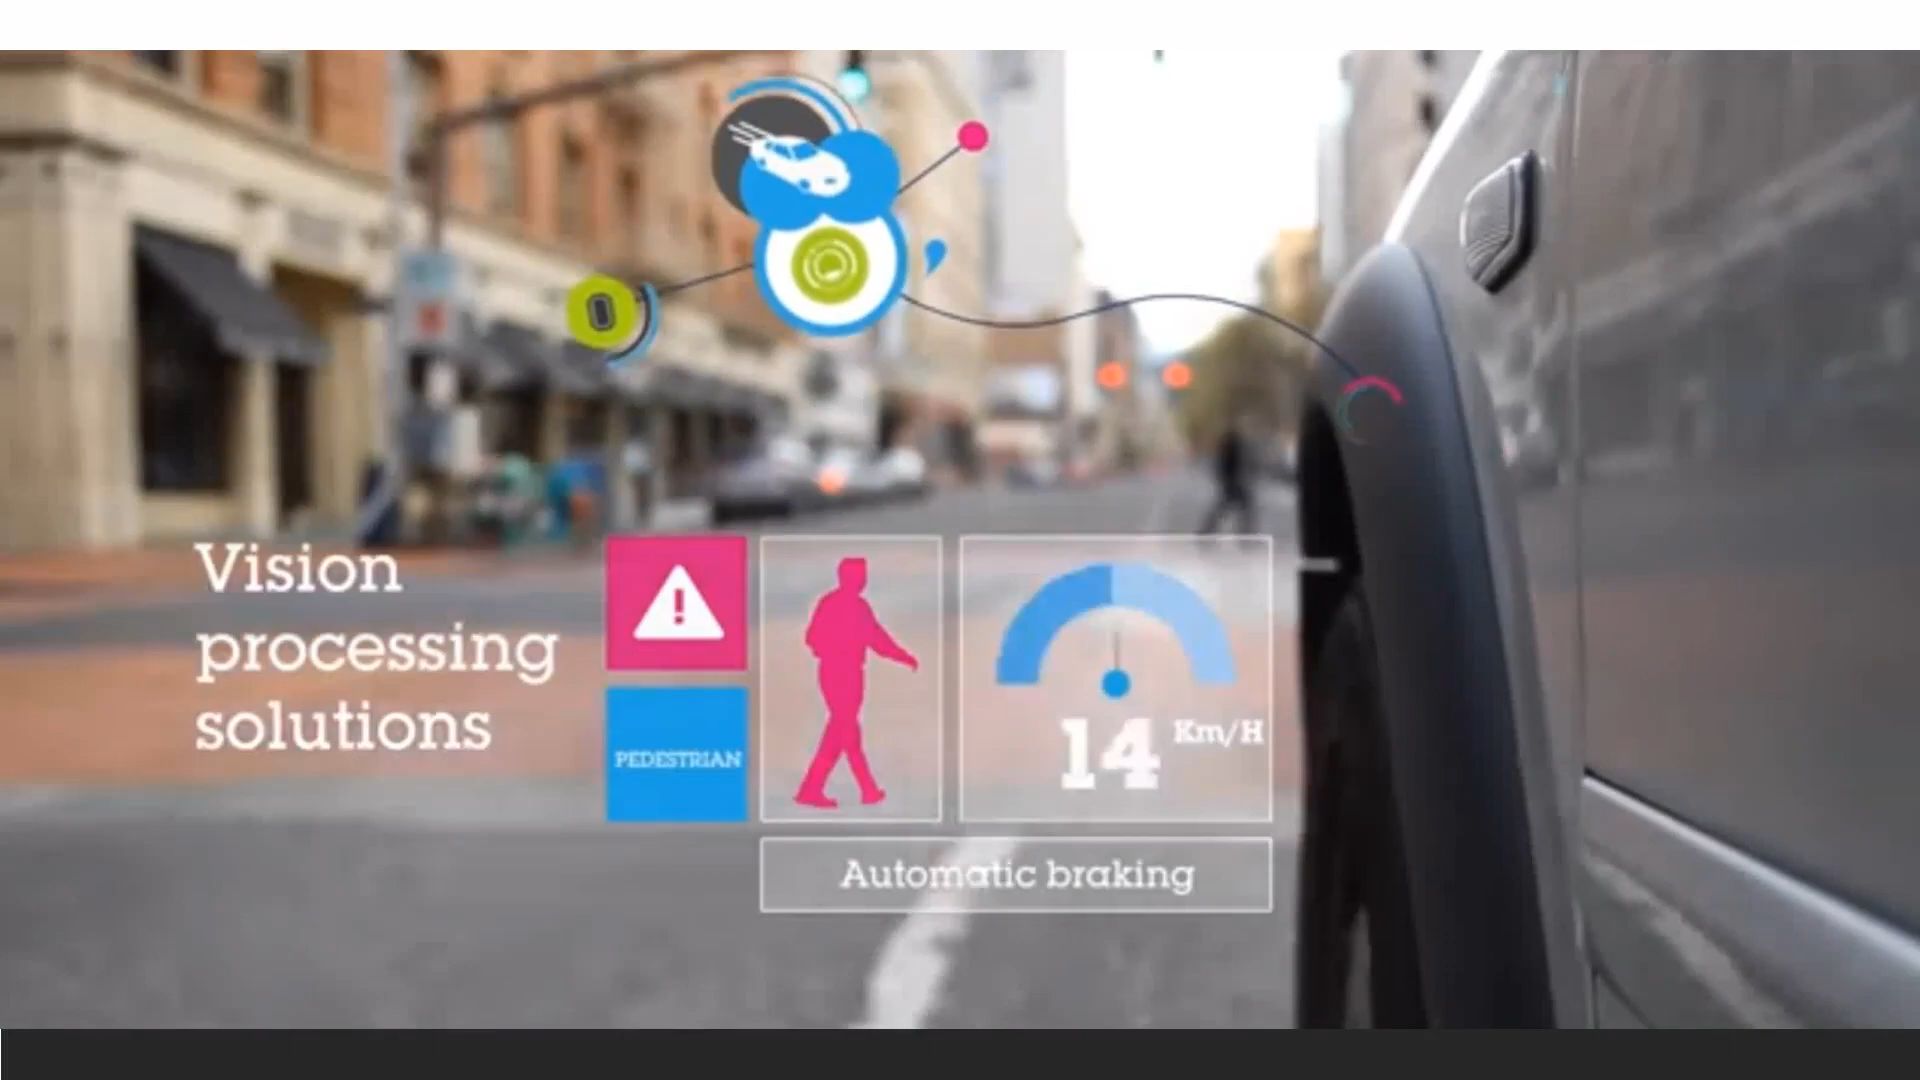 Vision
processing
solutions
!
PEDESTRIAN
14 Km/H
Automatic braking